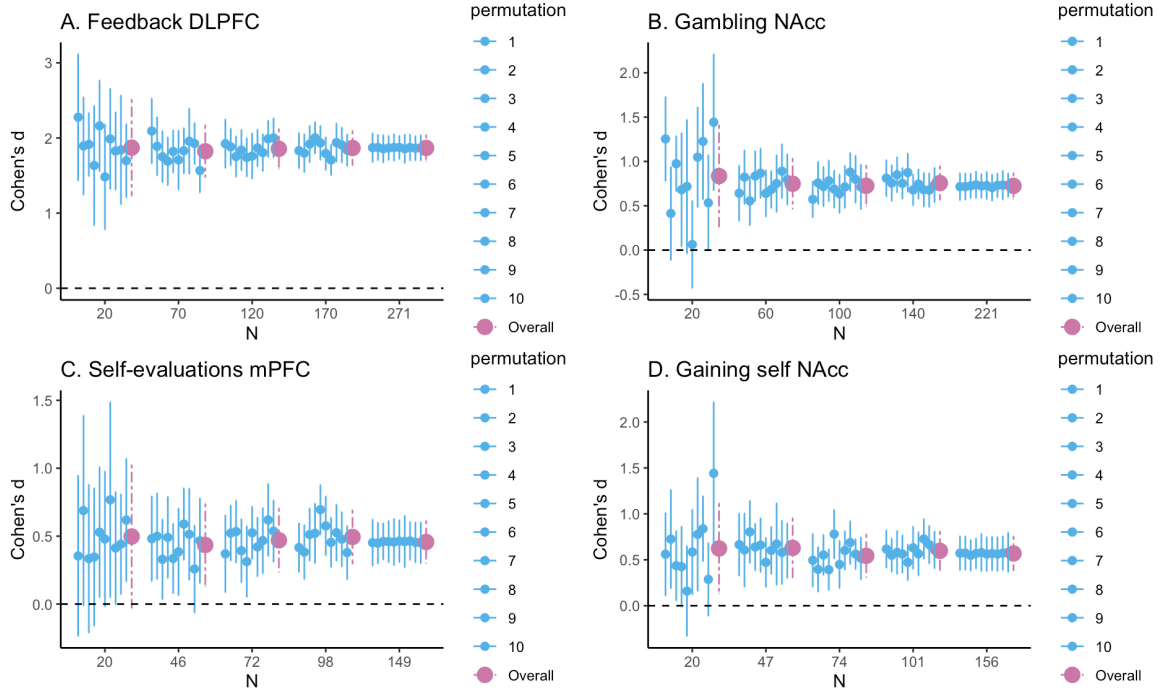 A. Feedback DLPFC
Cohen's d
3
2
1
0
20 70 120 170 271
N
permutation
1
2
3
4
5
6
7
8
9
10
Overall
B. Gambling NAcc
Cohen's d
2.0
1.5
1.0
0.5
0.0
-0.5
20 60 100 140 221
N
permutation
1
2
3
4
5
6
7
8
9
10
Overall
C. Self-evaluations mPFC
Cohen's d
1.5
1.0
0.5
0.0
20 46 72 98 149
N
permutation
1
2
3
4
5
6
7
8
9
10
Overall
D. Gaining self NAcc
Cohen's d
2.0
1.5
1.0
0.5
0.0
20 47 74 101 156
N
permutation
1
2
3
4
5
6
7
8
9
10
Overall